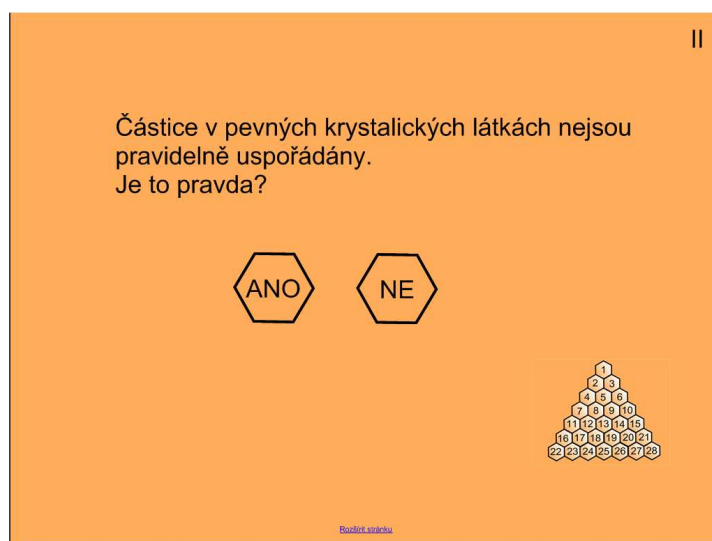 II
Částice v pevných krystalických látkách nejsou
pravidelně uspořádány.
Je to pravda?
ANO NE
1
2 3
4 5 6
7 8 9 10
11 12 13 14 15
16 17 18 19 20 21
22 23 24 25 26 27 28
Rozšířit stránku